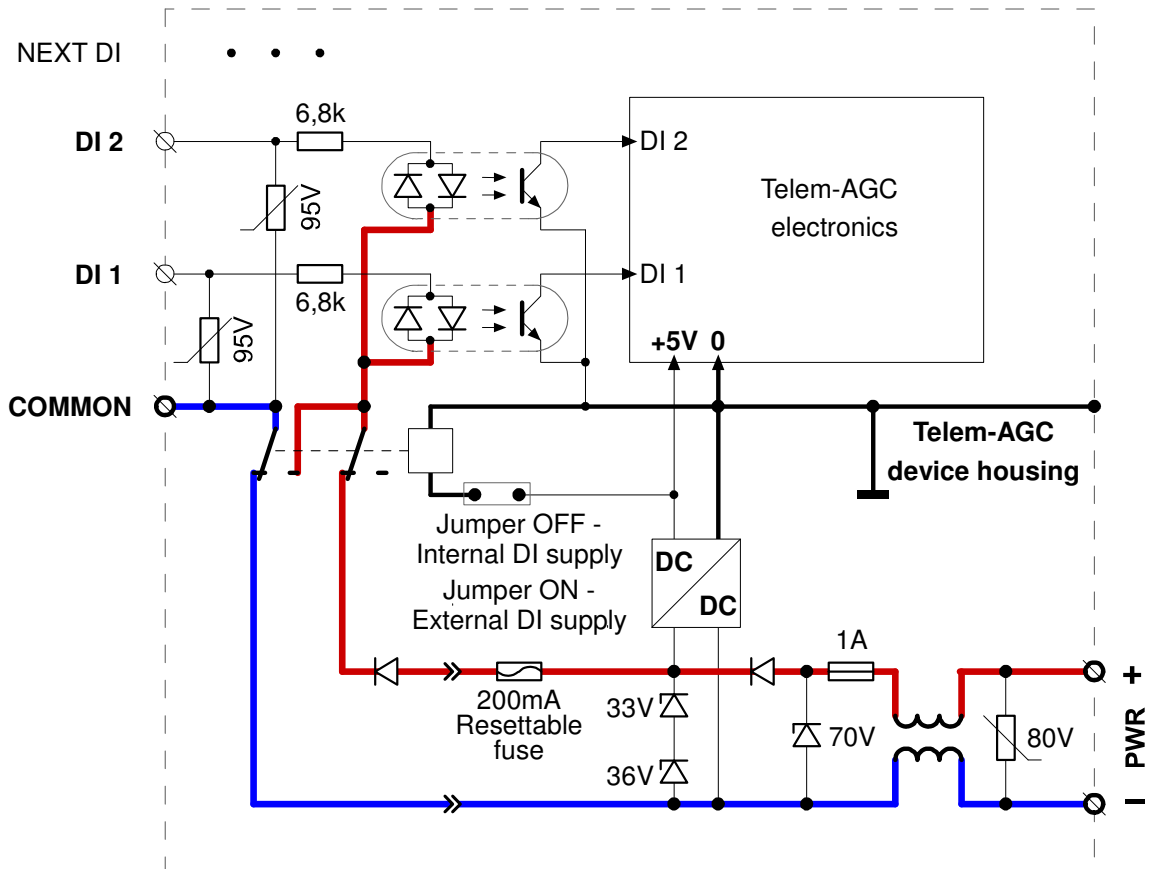 NEXT DI
6,8k
DI 2
DI 2
95V
Telem-AGC
electronics
DI 1
DI 1
6,8k
95V
+5V 0
COMMON
Telem-AGC
device housing
Jumper OFF -
Internal DI supply
Jumper ON -
External DI supply
DC
DC
1A
+
200mA
Resettable
fuse
33V
70V
80V
PWR
36V
–